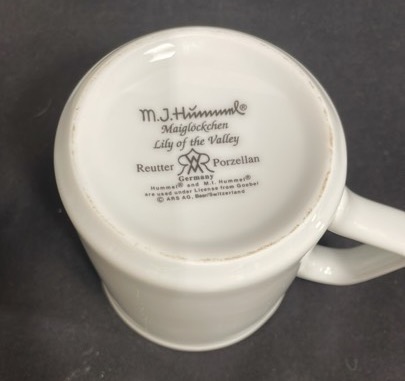 M.J.Hummel®
Maiglöckchen
Lily of the Valley
Reutter Porzellan
Germany
Hummel® and M.I. Hummel®
are used under License from Goebel
© ARS AG, Baar/Switzerland